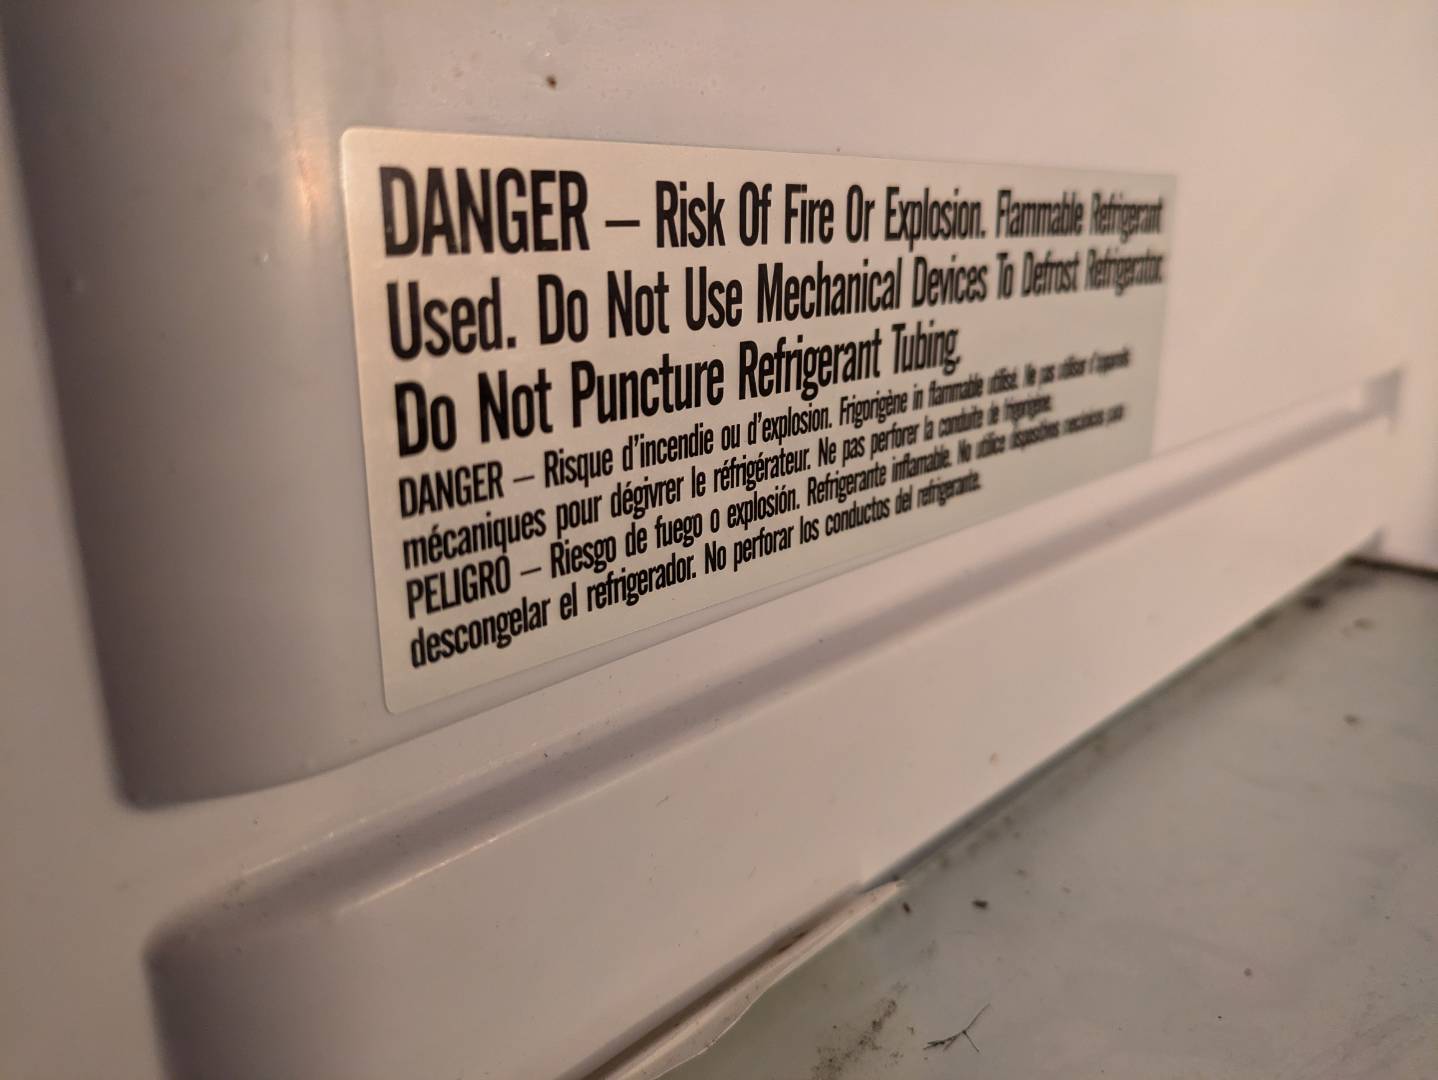 DANGER – Risk Of Fire Or Explosion. Flammable Refrigerant
Used. Do Not Use Mechanical Devices To Defrost Refrigerator.
Do Not Puncture Refrigerant Tubing.
DANGER – Risque d'incendie ou d'explosion. Frigorigène in flammable utilisé. Ne pas utiliser d'appareils
mécaniques pour dégivrer le réfrigérateur. Ne pas perforer la conduite de frigorigène.
PELIGRO – Riesgo de fuego o explosión. Refrigerante inflamable. No utilice dispositivos mecánicos para
descongelar el refrigerador. No perforar los conductos del refrigerante.